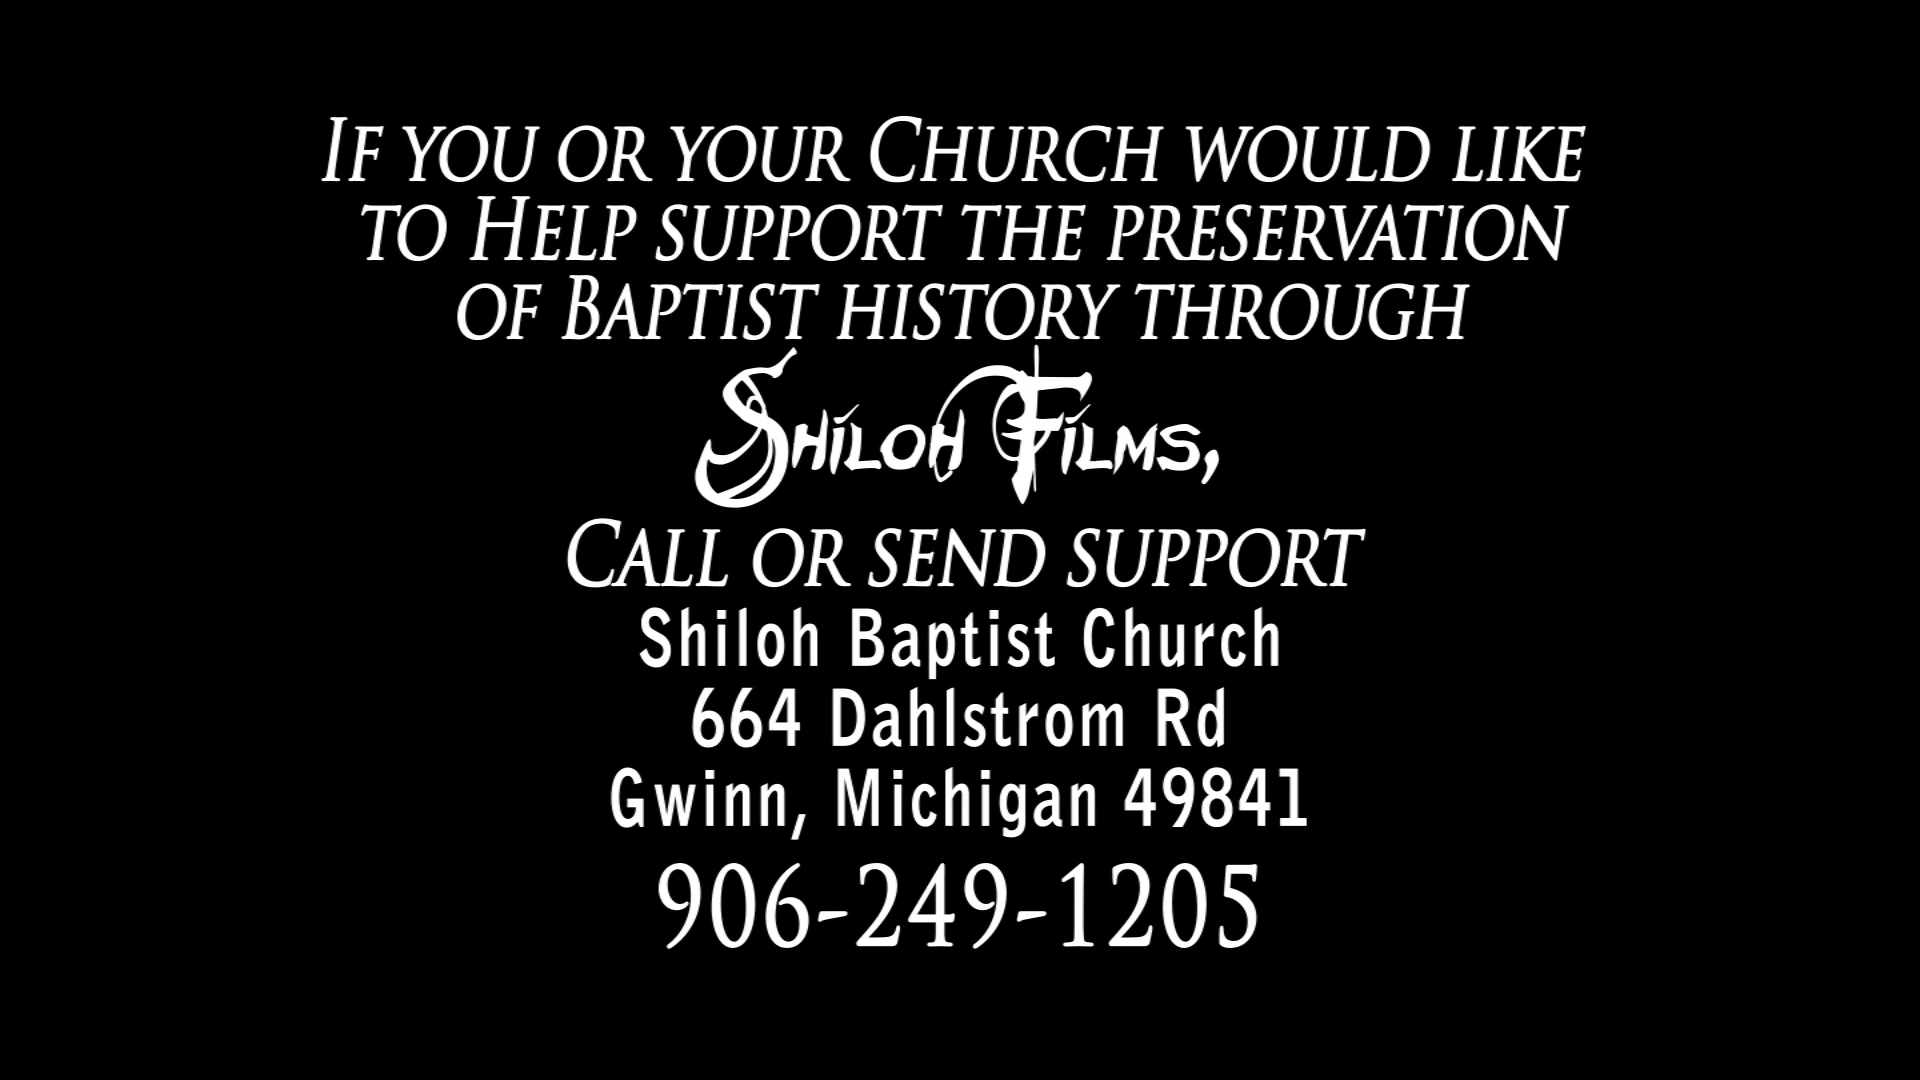 If you or your Church would like
to Help support the preservation
of Baptist history through
Shiloh Films,
Call or send support
Shiloh Baptist Church
664 Dahlstrom Rd
Gwinn, Michigan 49841
906-249-1205